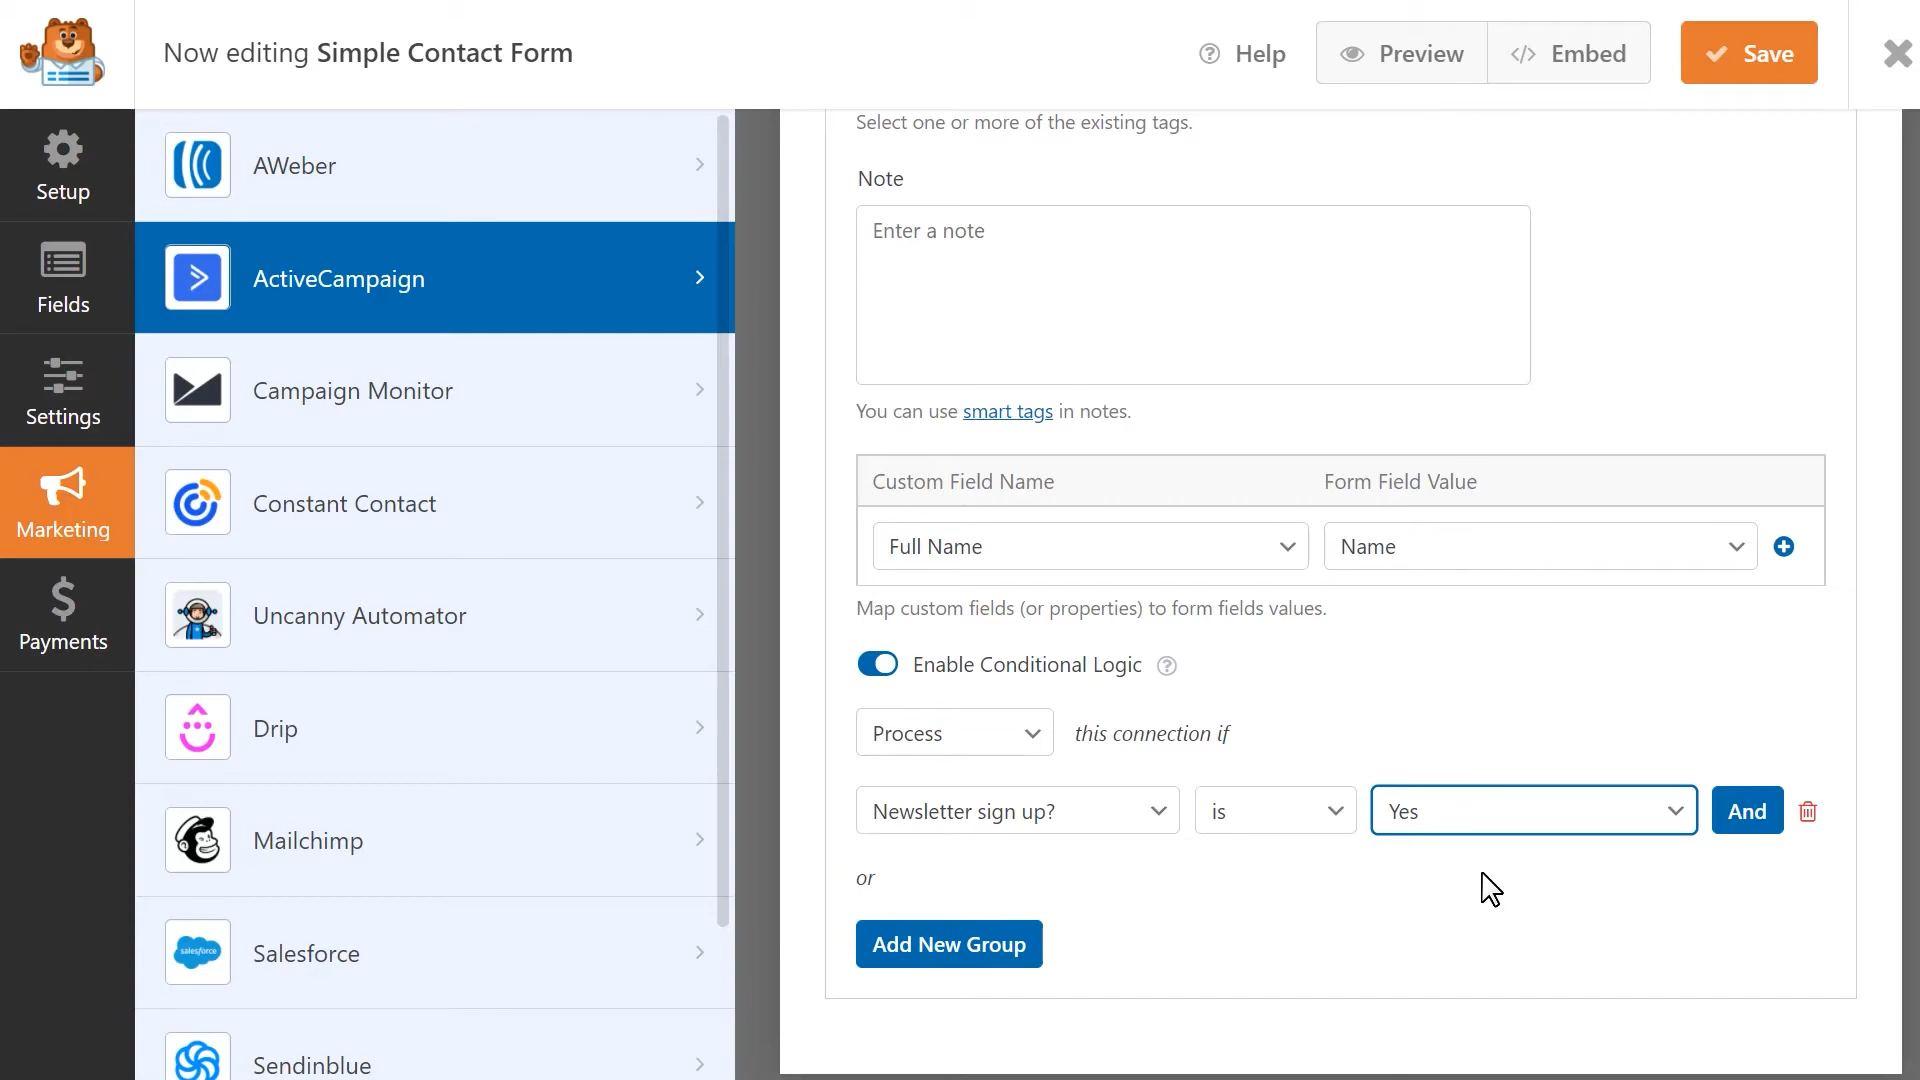 Now editing Simple Contact Form
Help
Preview
Embed
Save
Setup
Fields
Settings
Marketing
Payments
AWeber
ActiveCampaign
Campaign Monitor
Constant Contact
Uncanny Automator
Drip
Mailchimp
salesforce
Salesforce
Sendinblue
Select one or more of the existing tags.
Note
Enter a note
You can use smart tags in notes.
Custom Field Name Form Field Value
Full Name Name
Map custom fields (or properties) to form fields values.
Enable Conditional Logic
Process this connection if
Newsletter sign up? is Yes And
or
Add New Group